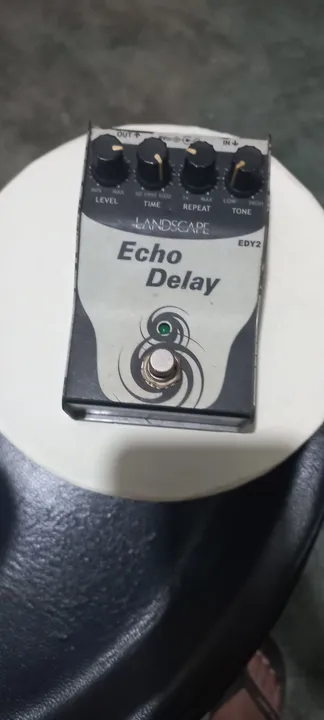 OUT IN
MIN MAX MAX LOW HIGH
LEVEL TIME REPEAT TONE
LANDSCAPE
EDY2
Echo
Delay